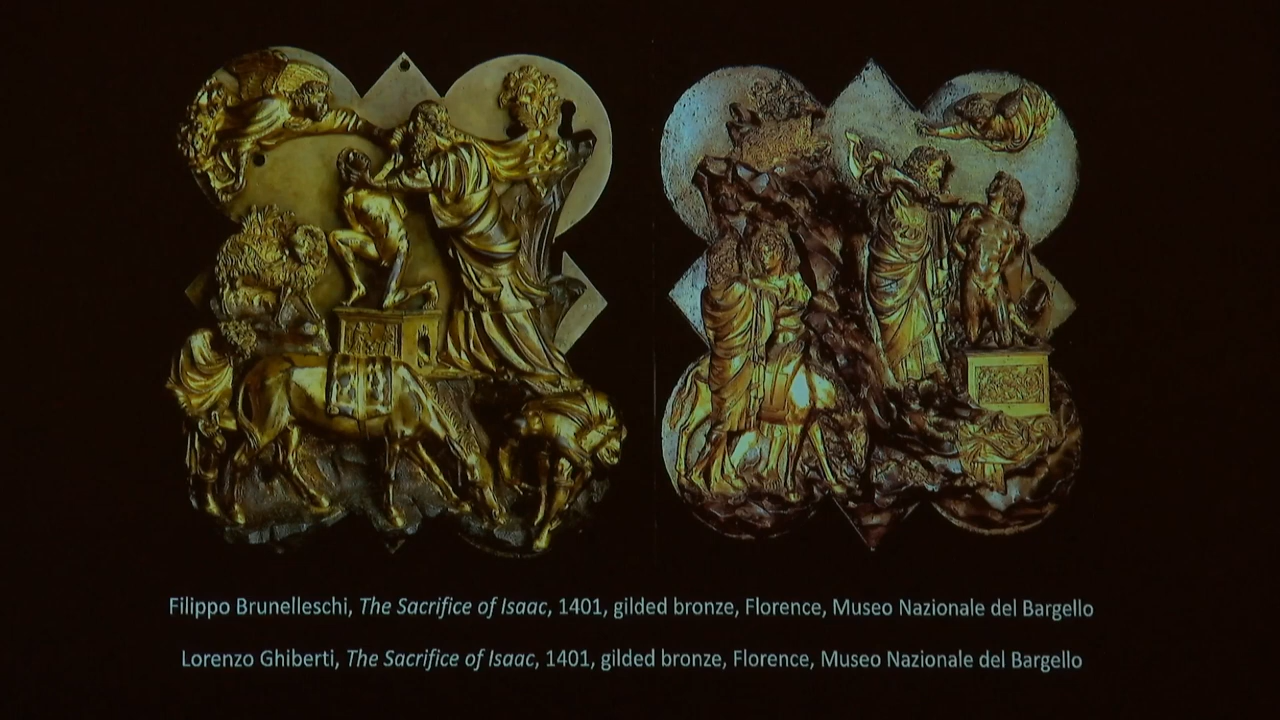 Filippo Brunelleschi, The Sacrifice of Isaac, 1401, gilded bronze, Florence, Museo Nazionale del Bargello
Lorenzo Ghiberti, The Sacrifice of Isaac, 1401, gilded bronze, Florence, Museo Nazionale del Bargello